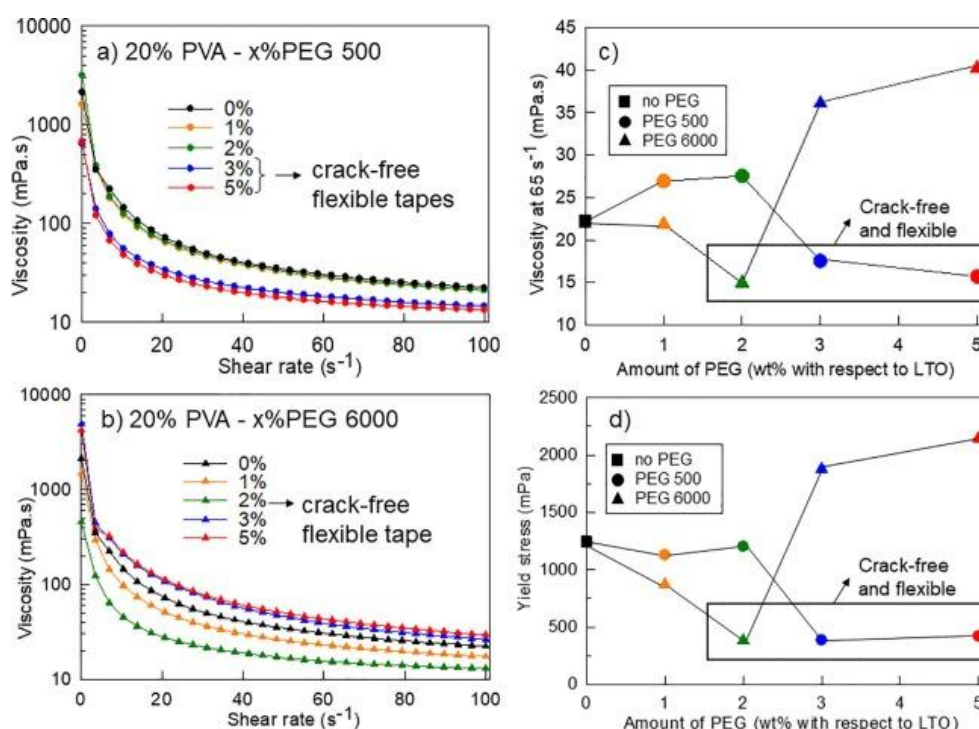 a) 20% PVA - x%PEG 500
0%
1%
2%
3%
5%
crack-free
flexible tapes
Viscosity (mPa.s)
10000
1000
100
10
0 20 40 60 80 100
Shear rate (s⁻¹)
b) 20% PVA - x%PEG 6000
0%
1%
2%
3%
5%
crack-free
flexible tape
Viscosity (mPa.s)
10000
1000
100
10
0 20 40 60 80 100
Shear rate (s⁻¹)
c)
no PEG
PEG 500
PEG 6000
Crack-free
and flexible
Viscosity at 65 s⁻¹ (mPa.s)
45
40
35
30
25
20
15
10
0 1 2 3 4 5
Amount of PEG (wt% with respect to LTO)
d)
no PEG
PEG 500
PEG 6000
Crack-free
and flexible
Yield stress (mPa)
2500
2000
1500
1000
500
0
0 1 2 3 4 5
Amount of PEG (wt% with respect to LTO)